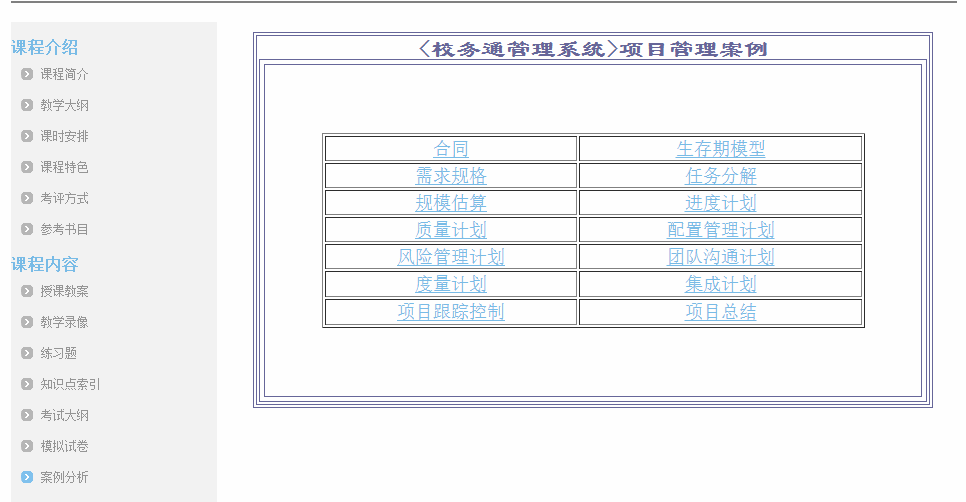 课程介绍
课程简介
教学大纲
课时安排
课程特色
考评方式
参考书目
课程内容
授课教案
教学录像
练习题
知识点索引
考试大纲
模拟试卷
案例分析
<校务通管理系统>项目管理案例
合同 生存期模型
需求规格 任务分解
规模估算 进度计划
质量计划 配置管理计划
风险管理计划 团队沟通计划
度量计划 集成计划
项目跟踪控制 项目总结